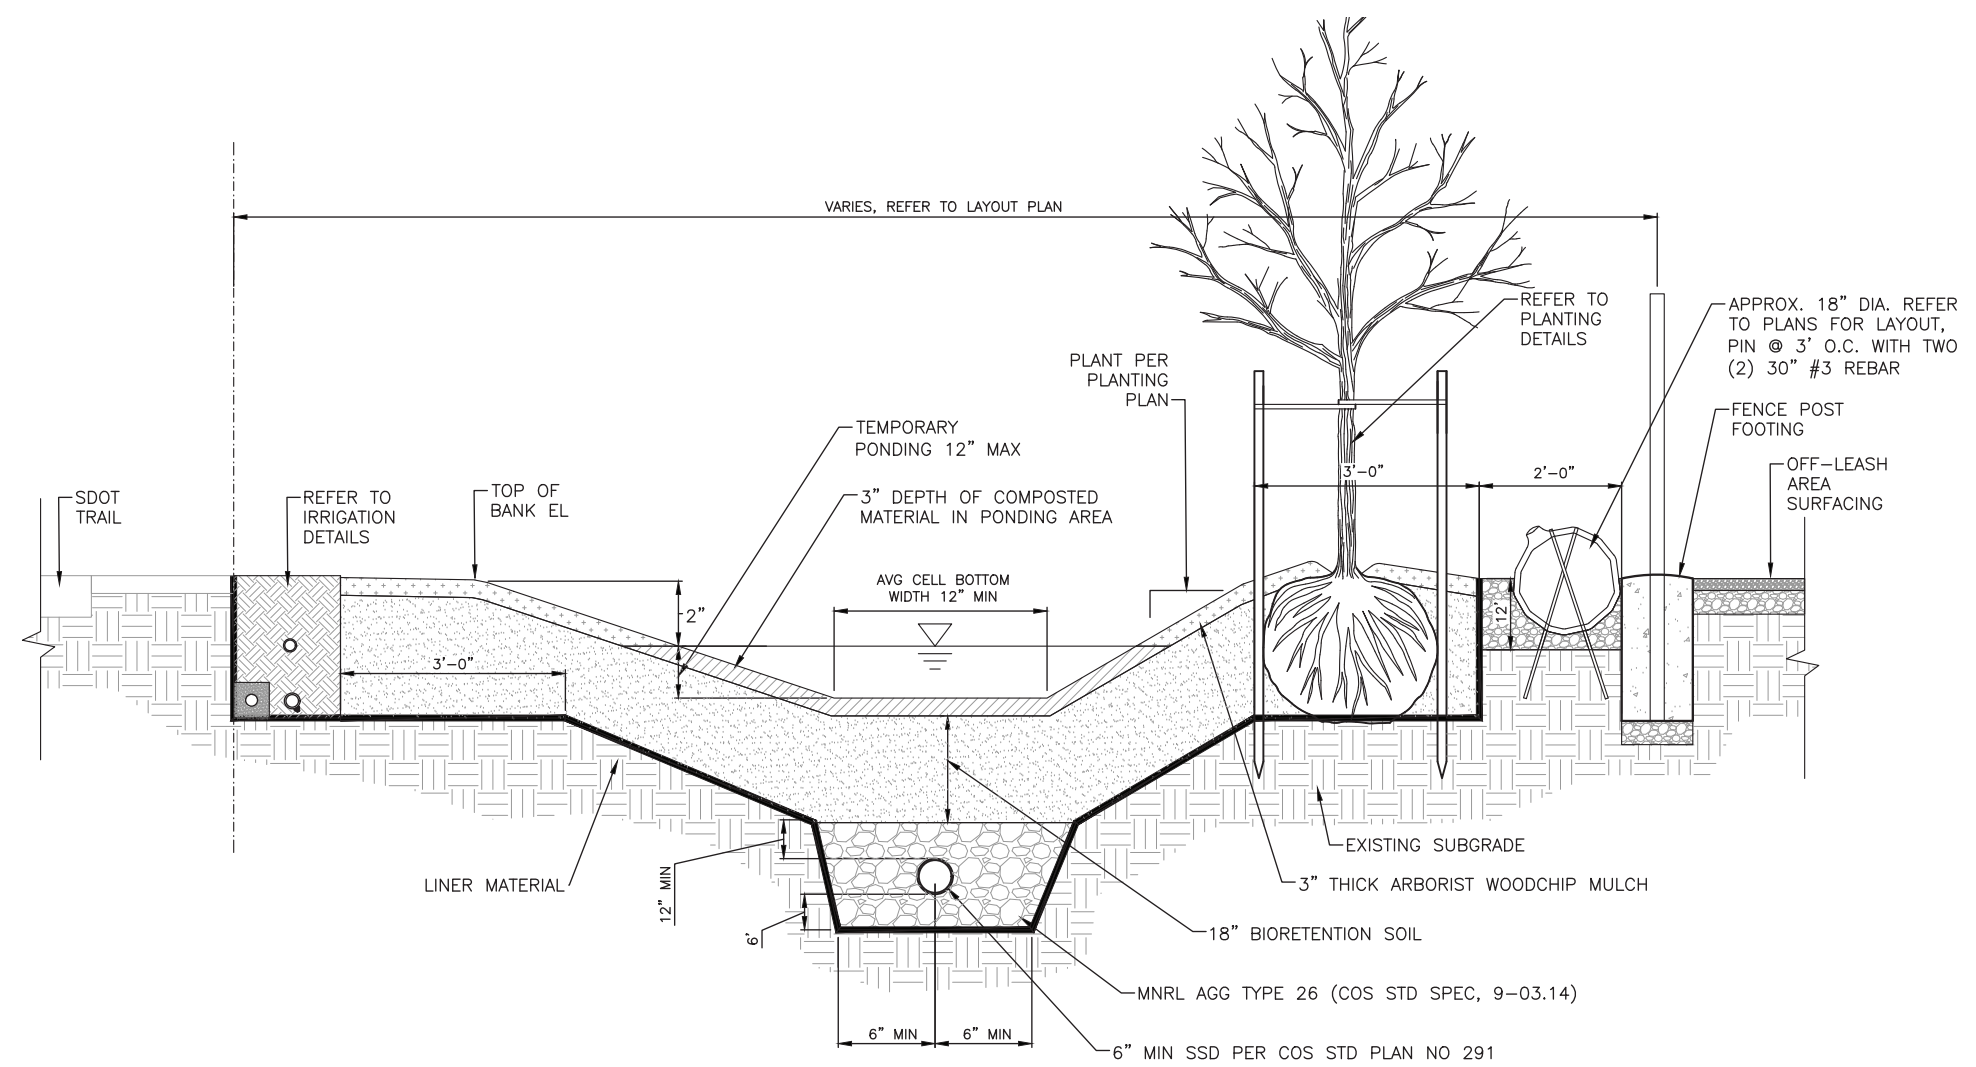 VARIES, REFER TO LAYOUT PLAN
REFER TO
PLANTING
DETAILS
APPROX. 18" DIA. REFER
TO PLANS FOR LAYOUT,
PIN @ 3' O.C. WITH TWO
(2) 30" #3 REBAR
PLANT PER
PLANTING
PLAN
FENCE POST
FOOTING
TEMPORARY
PONDING 12" MAX
3'-0"
2'-0"
OFF-LEASH
AREA
SURFACING
SDOT
TRAIL
REFER TO
IRRIGATION
DETAILS
TOP OF
BANK EL
3" DEPTH OF COMPOSTED
MATERIAL IN PONDING AREA
AVG CELL BOTTOM
WIDTH 12" MIN
2"
12'
3'-0"
EXISTING SUBGRADE
LINER MATERIAL
12" MIN
3" THICK ARBORIST WOODCHIP MULCH
6'
18" BIORETENTION SOIL
MNRL AGG TYPE 26 (COS STD SPEC, 9-03.14)
6" MIN
6" MIN
6" MIN SSD PER COS STD PLAN NO 291